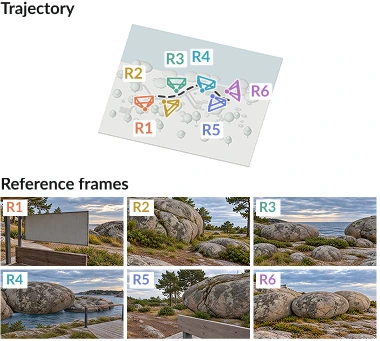 Trajectory
R3 R4
R2
R6
R1
R5
Reference frames
R1 R2 R3
R4 R5 R6